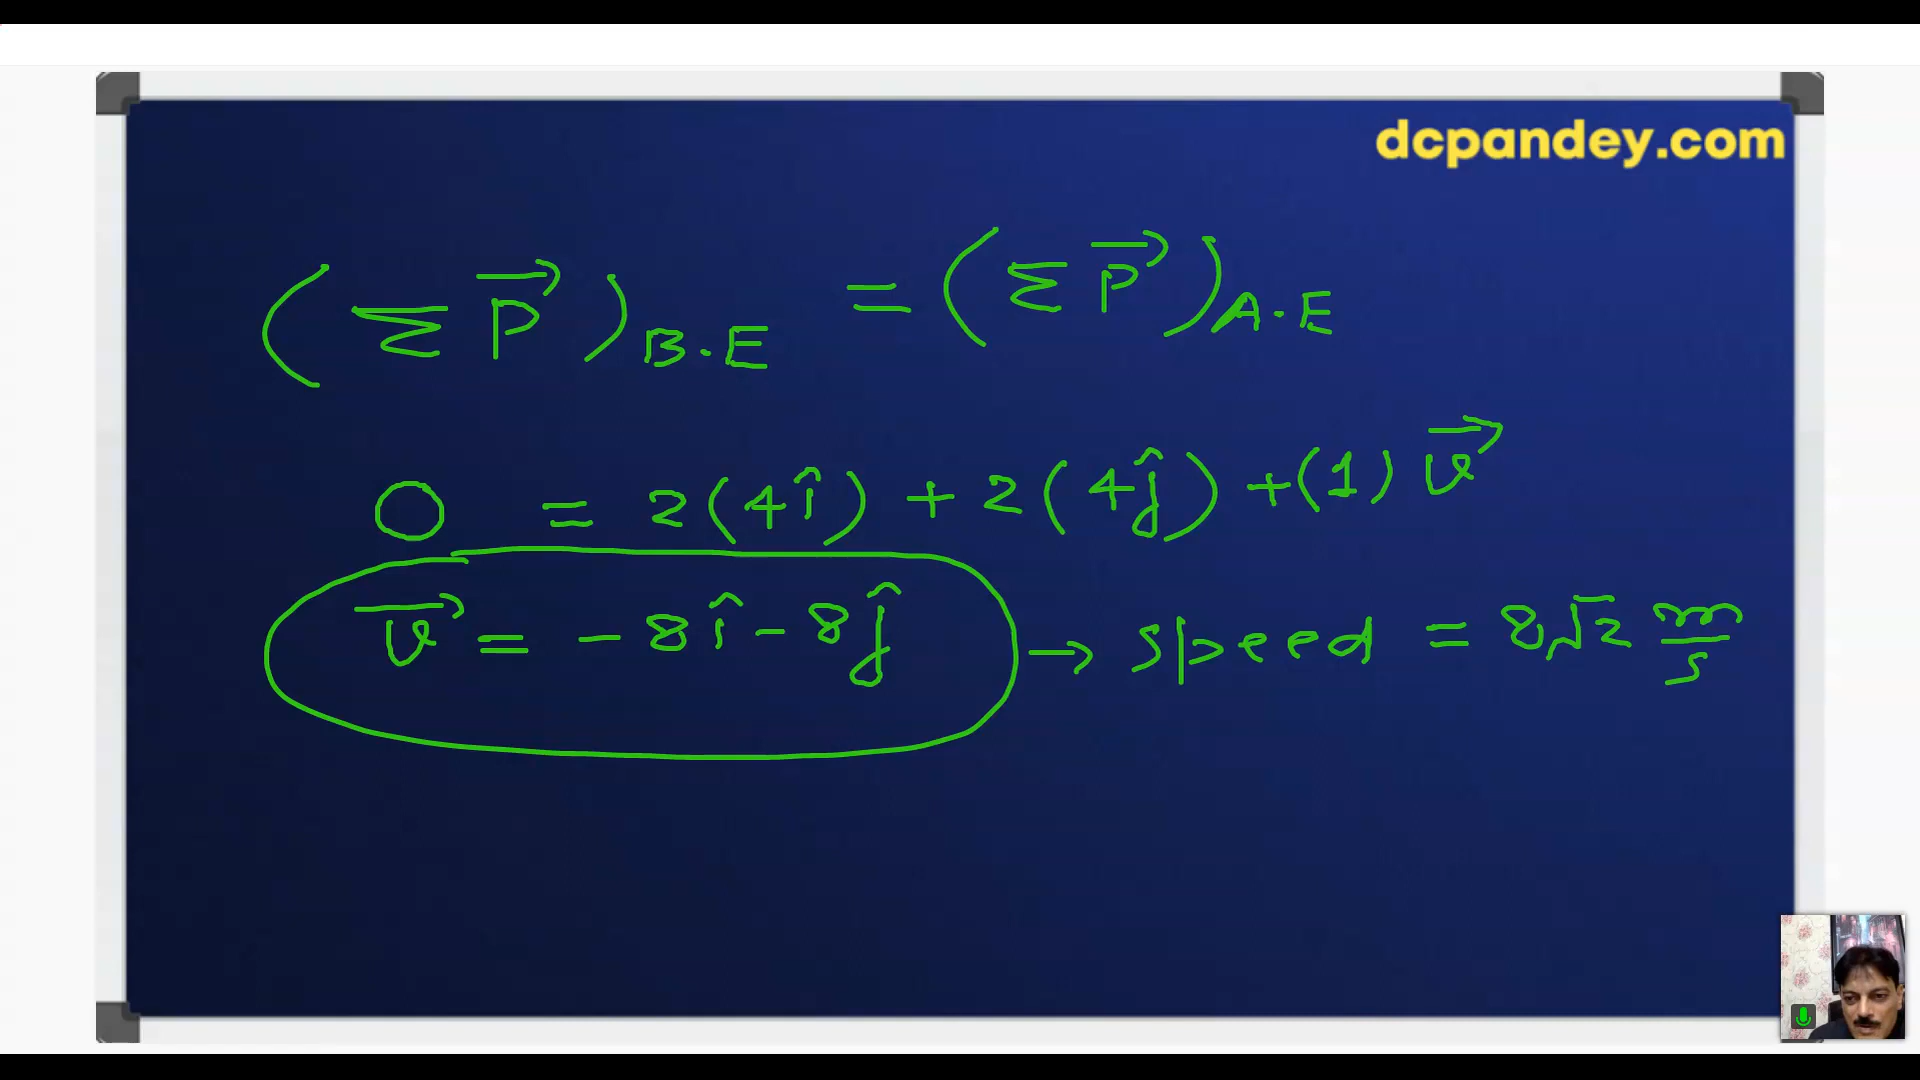 dcpandey.com
(Σ P⃗)B.E = (Σ P⃗)A.E
0 = 2(4î) + 2(4ĵ) + (1) v⃗
v⃗ = -8î - 8ĵ → speed = 8√2 m/s